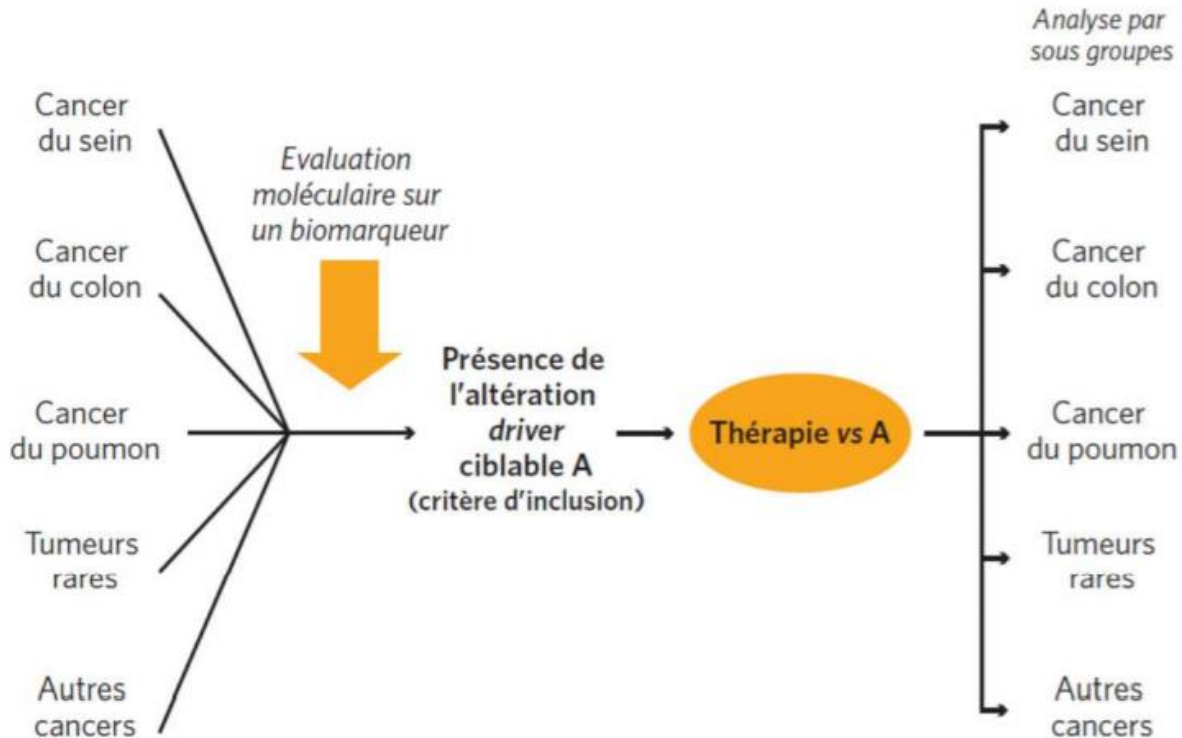 Analyse par
sous groupes
Cancer
du sein
Cancer
du colon
Cancer
du poumon
Tumeurs
rares
Autres
cancers
Evaluation
moléculaire sur
un biomarqueur
Présence de
l'altération
driver
ciblable A
(critère d'inclusion)
Thérapie vs A
Cancer
du sein
Cancer
du colon
Cancer
du poumon
Tumeurs
rares
Autres
cancers